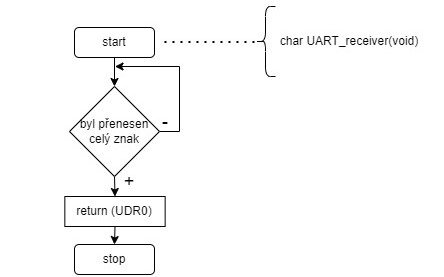 start
char UART_receiver(void)
byl přenesen
celý znak
-
+
return (UDR0)
stop